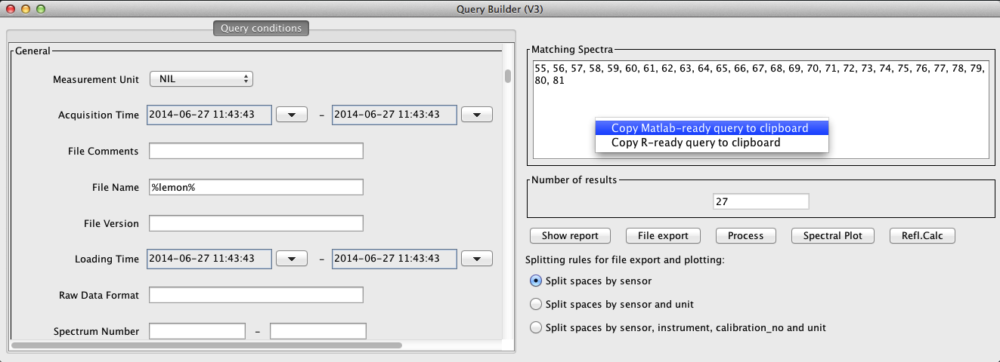 Query Builder (V3)
Query conditions
General
Measurement Unit NIL
Acquisition Time 2014-06-27 11:43:43 - 2014-06-27 11:43:43
File Comments
File Name %lemon%
File Version
Loading Time 2014-06-27 11:43:43 - 2014-06-27 11:43:43
Raw Data Format
Spectrum Number -
Matching Spectra
55, 56, 57, 58, 59, 60, 61, 62, 63, 64, 65, 66, 67, 68, 69, 70, 71, 72, 73, 74, 75, 76, 77, 78, 79,
80, 81
Copy Matlab-ready query to clipboard
Copy R-ready query to clipboard
Number of results
27
Show report File export Process Spectral Plot Refl.Calc
Splitting rules for file export and plotting:
Split spaces by sensor
Split spaces by sensor and unit
Split spaces by sensor, instrument, calibration_no and unit